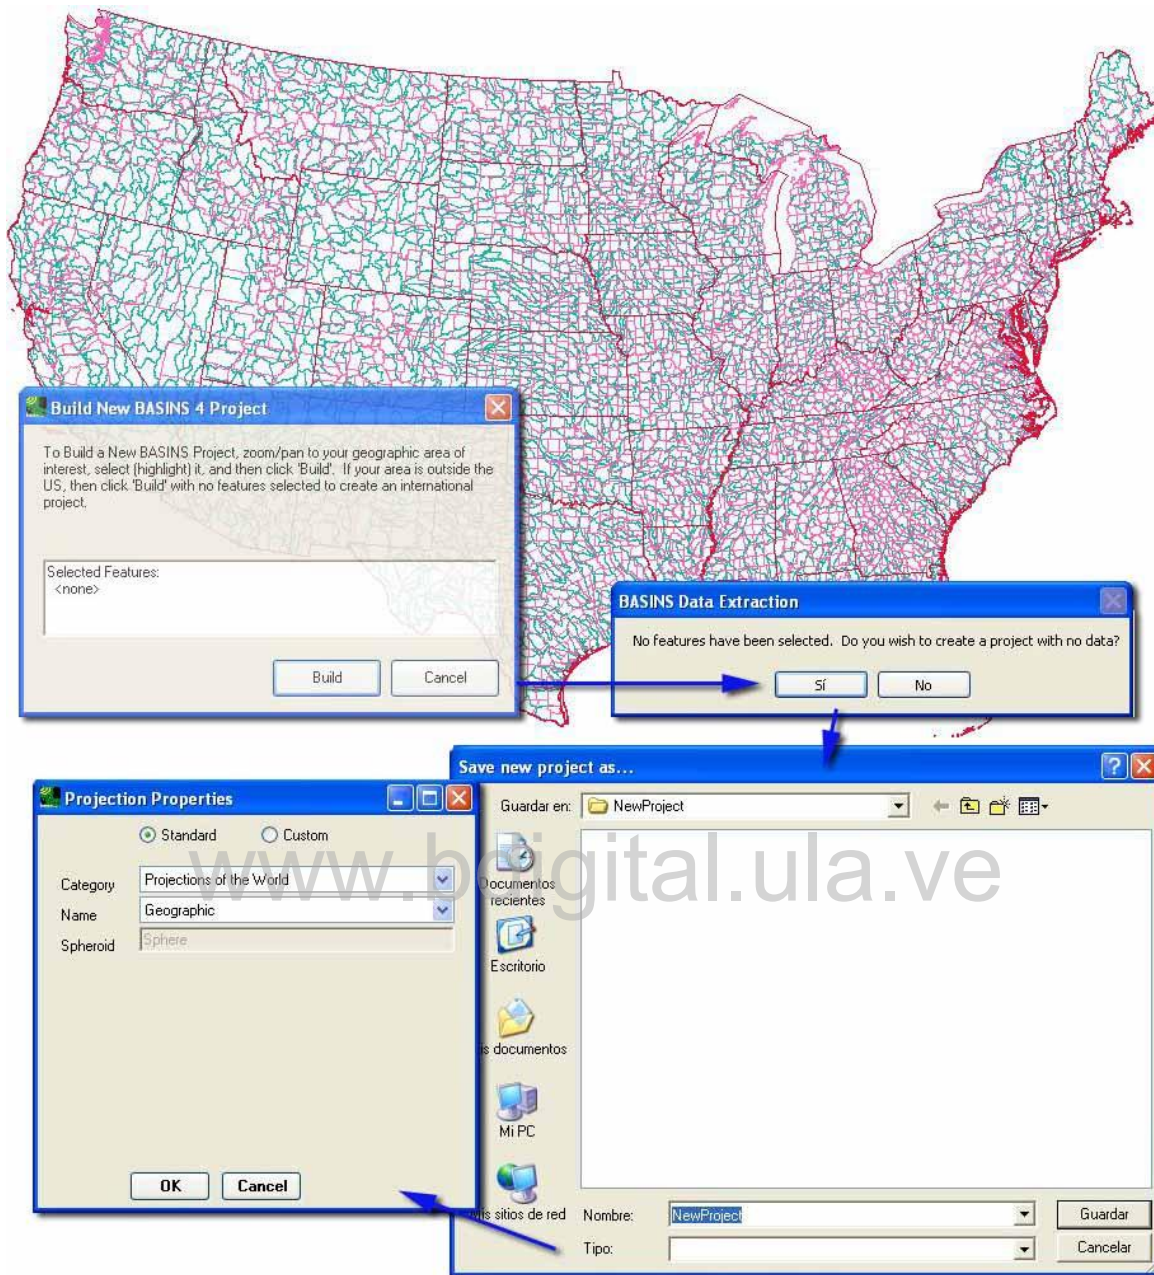 Build New BASINS 4 Project
To Build a New BASINS Project, zoom/pan to your geographic area of
interest, select (highlight) it, and then click 'Build'. If your area is outside the
US, then click 'Build' with no features selected to create an international
project.
Selected Features:
<none>
Build
Cancel
BASINS Data Extraction
No features have been selected. Do you wish to create a project with no data?
Sí
No
Save new project as...
Guardar en:
NewProject
Documentos
recientes
Escritorio
is documentos
Mi PC
Mis sitios de red
Nombre:
NewProject
Guardar
Tipo:
Cancelar
Projection Properties
Standard
Custom
Category
Projections of the World
Name
Geographic
Spheroid
Sphere
OK
Cancel
www.bdigital.ula.ve